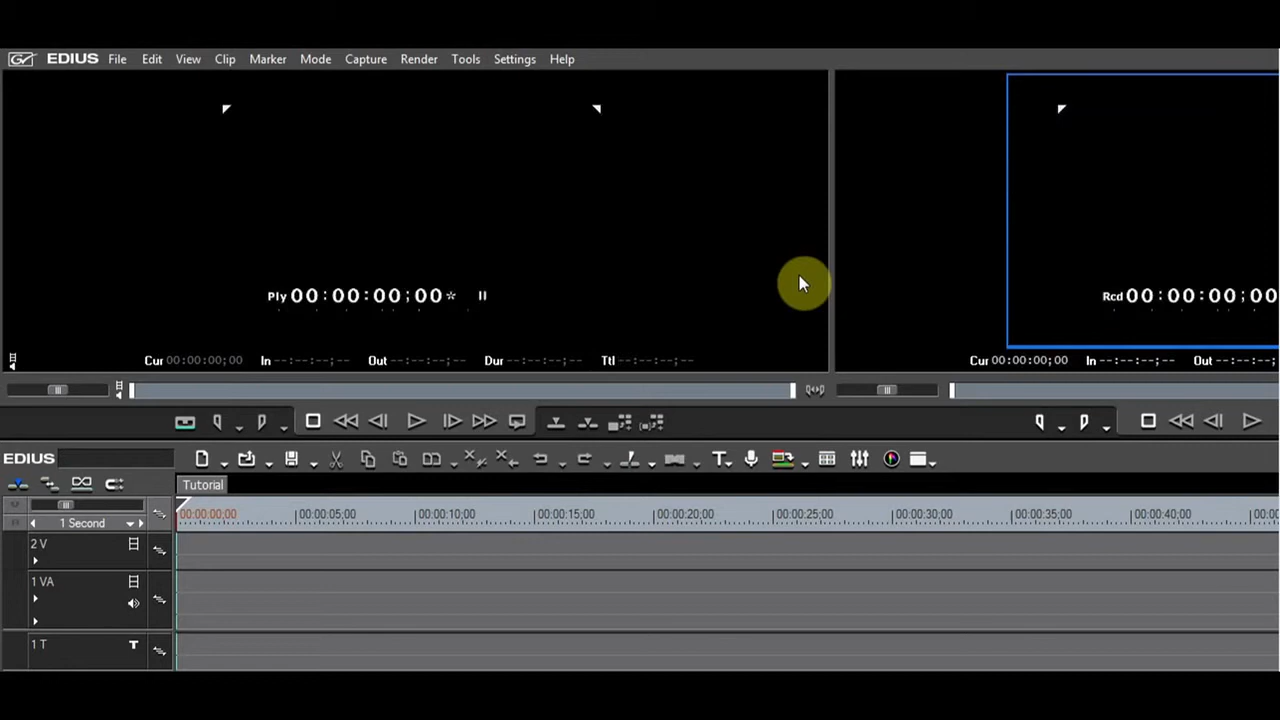 EDIUS File Edit View Clip Marker Mode Capture Render Tools Settings Help
Ply 00:00:00;00* II
Rcd 00:00:00;00
Cur 00:00:00;00 In --:--:--;-- Out --:--:--;-- Dur --:--:--;-- Ttl --:--:--;--
Cur 00:00:00;00 In --:--:--;-- Out --:--:--;
EDIUS
Tutorial
00:00:00;00 00:00:05;00 00:00:10;00 00:00:15;00 00:00:20;00 00:00:25;00 00:00:30;00 00:00:35;00 00:00:40;00
1 Second
2 V
1 VA
1 T T